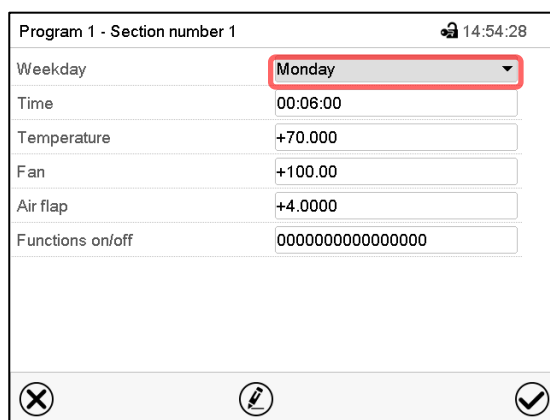 Program 1 - Section number 1 14:54:28
Weekday Monday
Time 00:06:00
Temperature +70.000
Fan +100.00
Air flap +4.0000
Functions on/off 0000000000000000